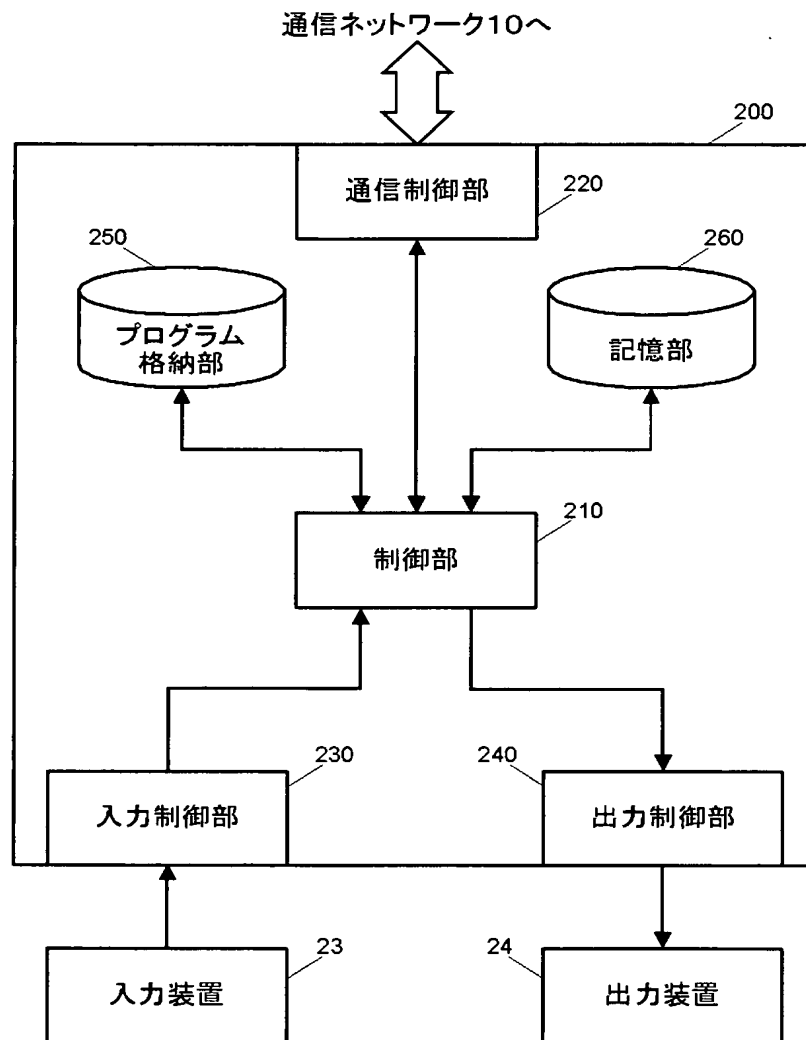 通信ネットワーク10へ
200
通信制御部
220
250
260
プログラム
格納部
記憶部
210
制御部
230
240
入力制御部
出力制御部
23
24
入力装置
出力装置